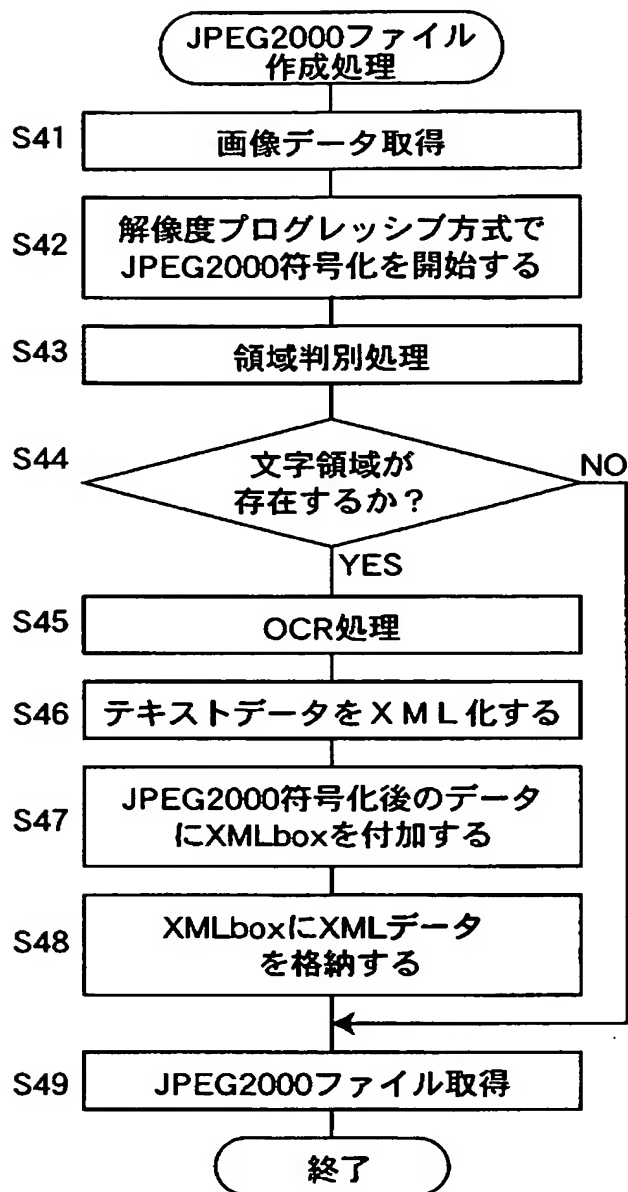 JPEG2000ファイル
作成処理
S41
画像データ取得
S42
解像度プログレッシブ方式で
JPEG2000符号化を開始する
S43
領域判別処理
S44
文字領域が
存在するか？
NO
YES
S45
OCR処理
S46
テキストデータをＸＭＬ化する
S47
JPEG2000符号化後のデータ
にXMLboxを付加する
S48
XMLboxにXMLデータ
を格納する
S49
JPEG2000ファイル取得
終了